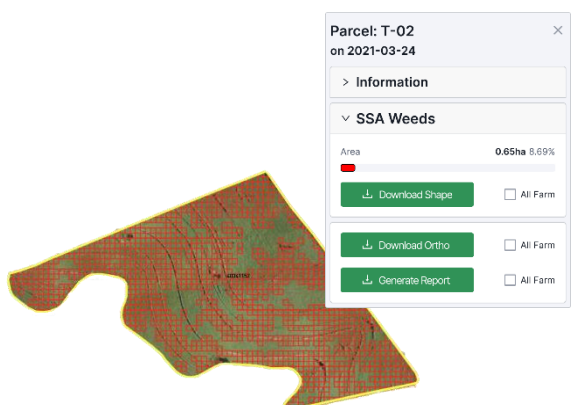 Parcel: T-02
on 2021-03-24
Information
SSA Weeds
Area 0.65ha 8.69%
Download Shape All Farm
Download Ortho All Farm
Generate Report All Farm